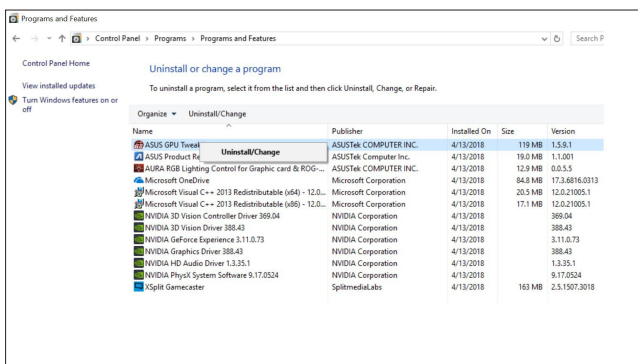 Programs and Features
Control Panel > Programs > Programs and Features
Search P
Control Panel Home
View installed updates
Turn Windows features on or
off
Uninstall or change a program
To uninstall a program, select it from the list and then click Uninstall, Change, or Repair.
Organize Uninstall/Change
Name Publisher Installed On Size Version
ASUS GPU Tweak ASUSTek COMPUTER INC. 4/13/2018 119 MB 1.5.9.1
Uninstall/Change
ASUS Product Re ASUSTek Computer Inc. 4/13/2018 19.0 MB 1.1.001
AURA RGB Lighting Control for Graphic card & ROG-... ASUSTek COMPUTER INC. 4/13/2018 12.9 MB 0.0.5.5
Microsoft OneDrive Microsoft Corporation 4/13/2018 84.8 MB 17.3.6816.0313
Microsoft Visual C++ 2013 Redistributable (x64) - 12.0... Microsoft Corporation 4/13/2018 20.5 MB 12.0.21005.1
Microsoft Visual C++ 2013 Redistributable (x86) - 12.0... Microsoft Corporation 4/13/2018 17.1 MB 12.0.21005.1
NVIDIA 3D Vision Controller Driver 369.04 NVIDIA Corporation 4/13/2018 369.04
NVIDIA 3D Vision Driver 388.43 NVIDIA Corporation 4/13/2018 388.43
NVIDIA GeForce Experience 3.11.0.73 NVIDIA Corporation 4/13/2018 3.11.0.73
NVIDIA Graphics Driver 388.43 NVIDIA Corporation 4/13/2018 388.43
NVIDIA HD Audio Driver 1.3.35.1 NVIDIA Corporation 4/13/2018 1.3.35.1
NVIDIA PhysX System Software 9.17.0524 NVIDIA Corporation 4/13/2018 9.17.0524
XSplit Gamecaster SplitmediaLabs 4/13/2018 163 MB 2.5.1507.3018